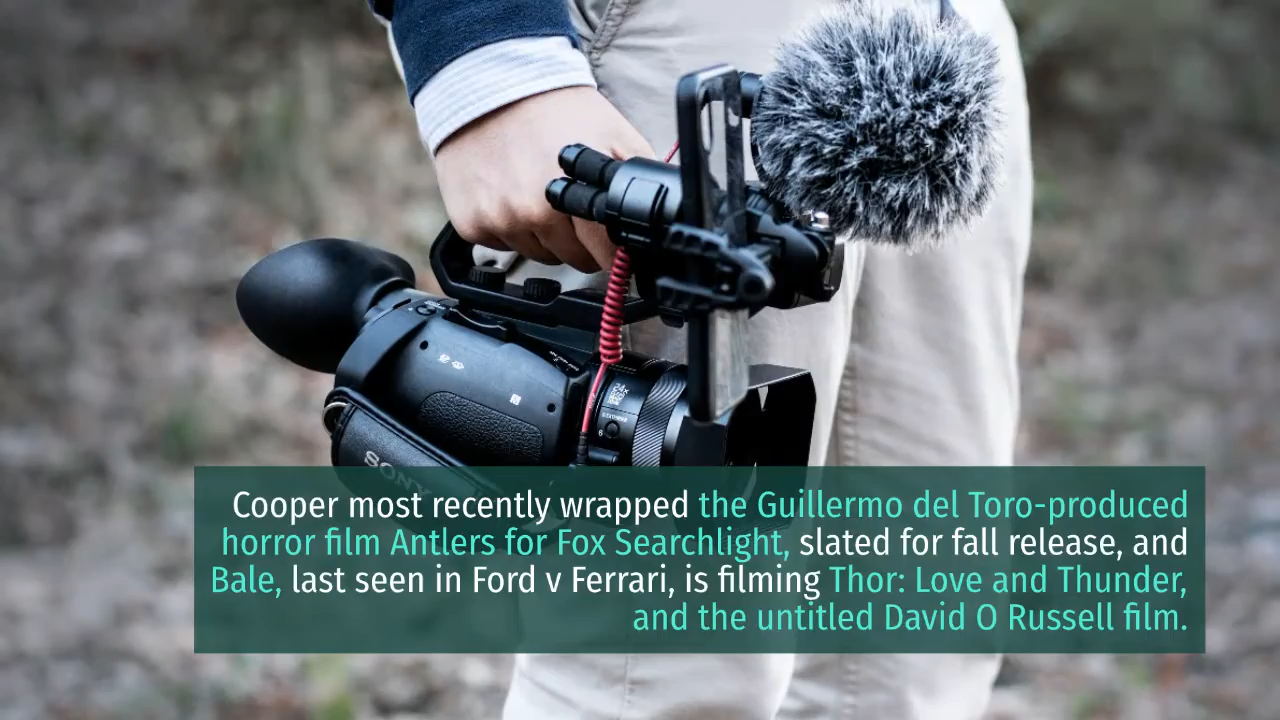 SONY
Cooper most recently wrapped the Guillermo del Toro-produced
horror film Antlers for Fox Searchlight, slated for fall release, and
Bale, last seen in Ford v Ferrari, is filming Thor: Love and Thunder,
and the untitled David O Russell film.